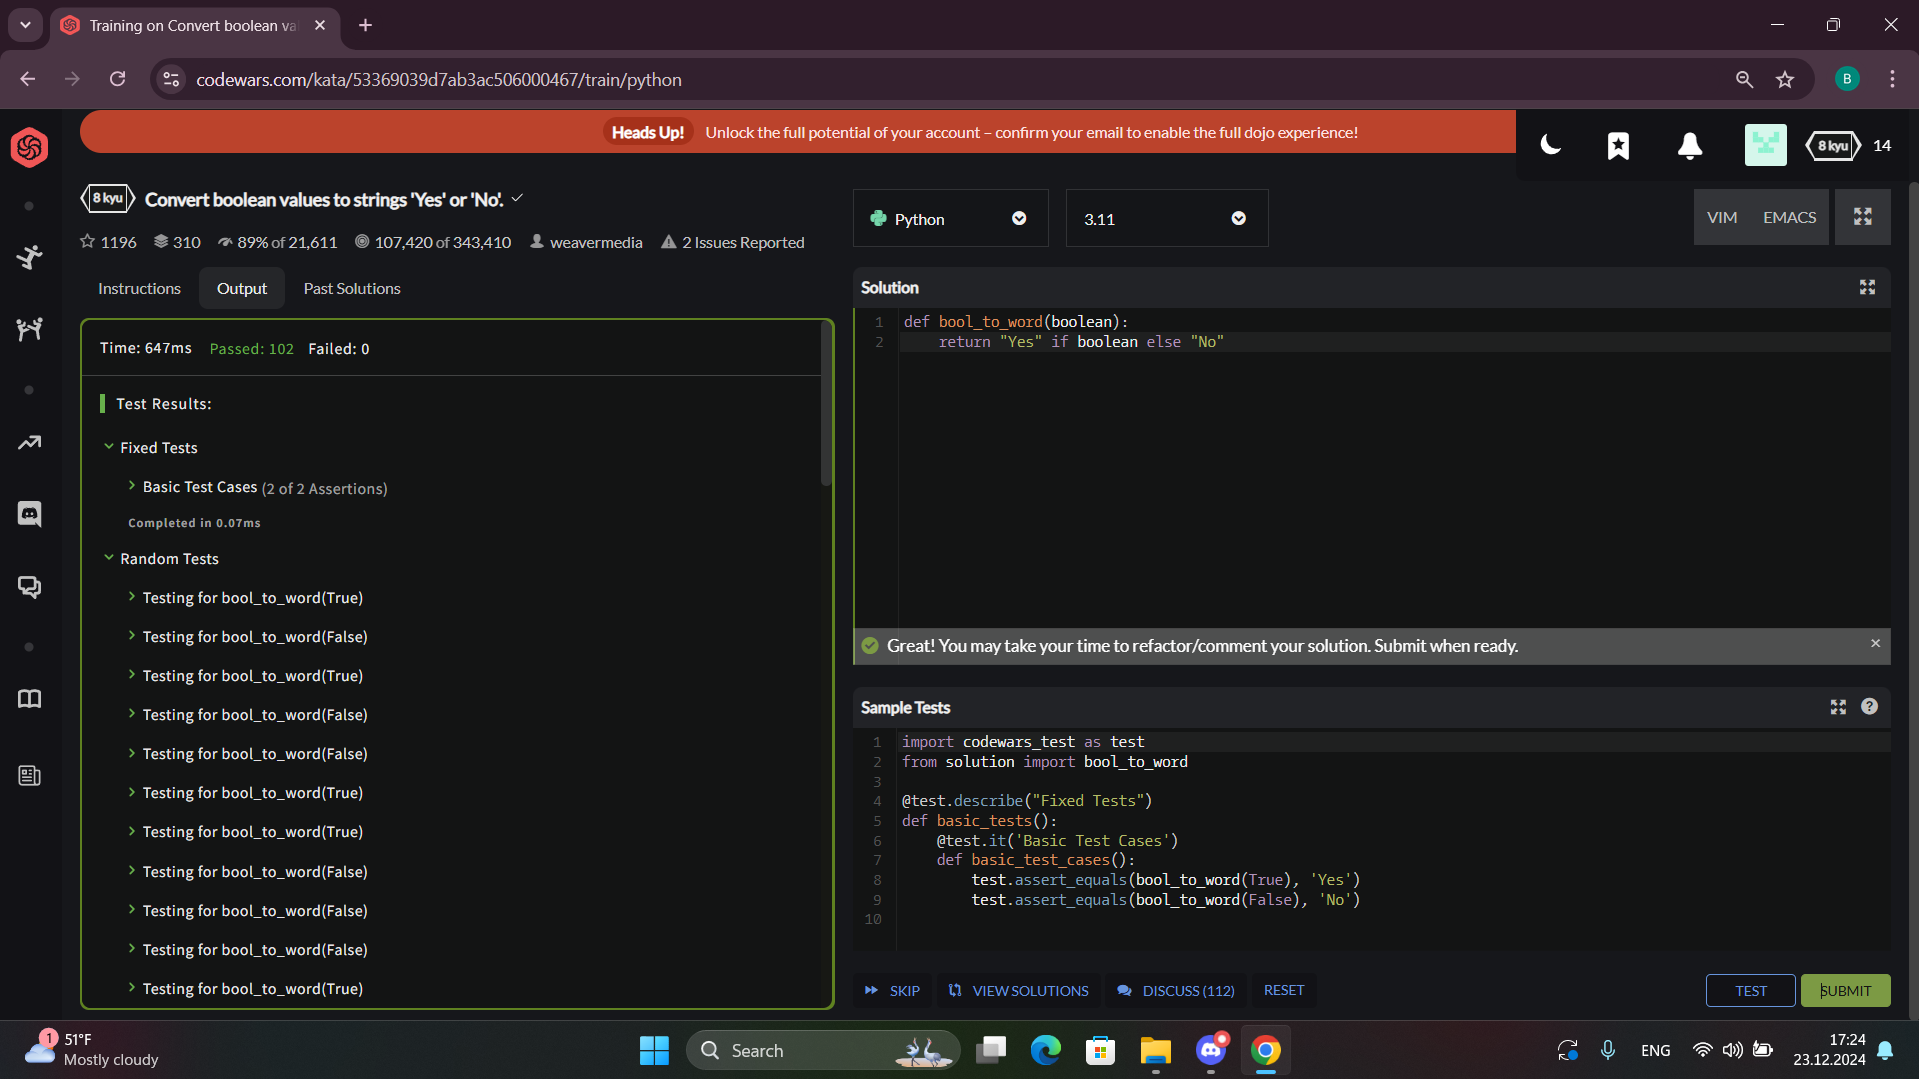 Training on Convert boolean va
codewars.com/kata/53369039d7ab3ac506000467/train/python
B
Heads Up! Unlock the full potential of your account – confirm your email to enable the full dojo experience!
8 kyu 14
8 kyu Convert boolean values to strings 'Yes' or 'No'.
1196 310 89% of 21,611 107,420 of 343,410 weavermedia 2 Issues Reported
Python
3.11
VIM EMACS
Instructions Output Past Solutions
Time: 647ms Passed: 102 Failed: 0
Test Results:
Fixed Tests
Basic Test Cases (2 of 2 Assertions)
Completed in 0.07ms
Random Tests
Testing for bool_to_word(True)
Testing for bool_to_word(False)
Testing for bool_to_word(True)
Testing for bool_to_word(False)
Testing for bool_to_word(False)
Testing for bool_to_word(True)
Testing for bool_to_word(True)
Testing for bool_to_word(False)
Testing for bool_to_word(False)
Testing for bool_to_word(False)
Testing for bool_to_word(True)
Solution
1 def bool_to_word(boolean):
2     return "Yes" if boolean else "No"
Great! You may take your time to refactor/comment your solution. Submit when ready.
Sample Tests
1 import codewars_test as test
2 from solution import bool_to_word
3
4 @test.describe("Fixed Tests")
5 def basic_tests():
6     @test.it('Basic Test Cases')
7     def basic_test_cases():
8         test.assert_equals(bool_to_word(True), 'Yes')
9         test.assert_equals(bool_to_word(False), 'No')
10
SKIP VIEW SOLUTIONS DISCUSS (112) RESET
TEST SUBMIT
1
51°F
Mostly cloudy
Search
ENG
17:24
23.12.2024